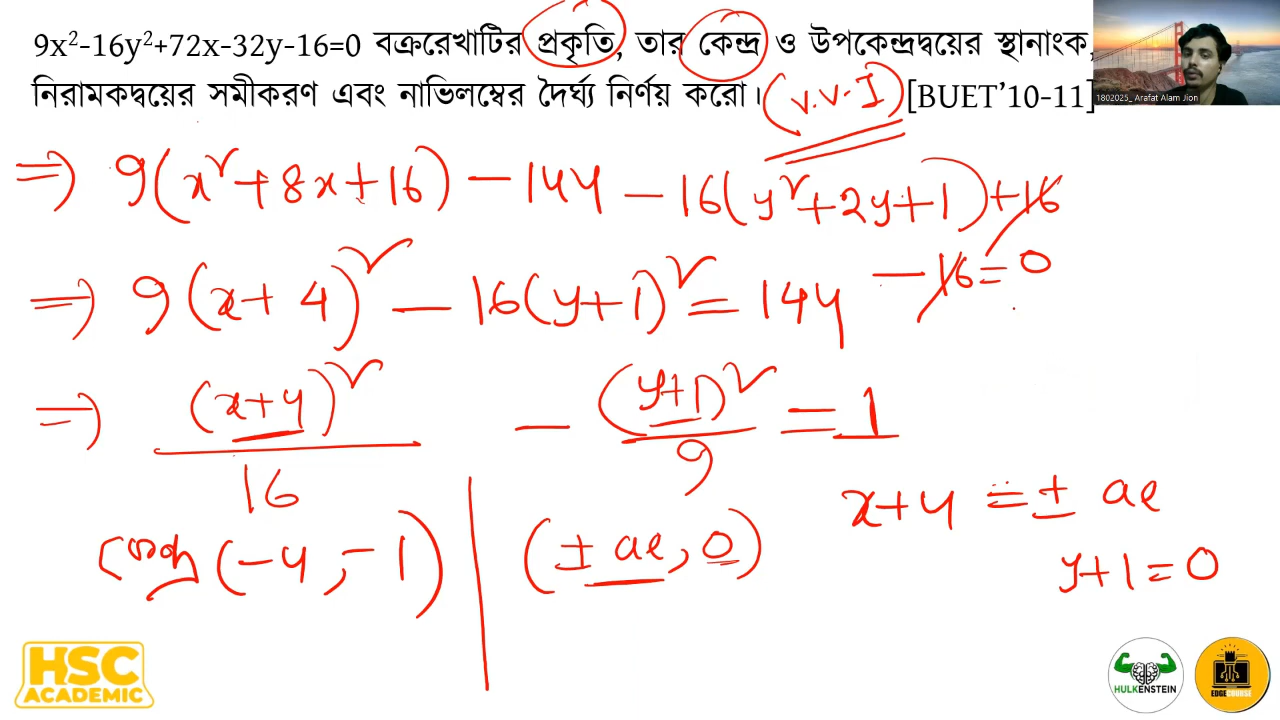 9x²-16y²+72x-32y-16=0 বক্ররেখাটির প্রকৃতি, তার কেন্দ্র ও উপকেন্দ্রদ্বয়ের স্থানাংক,
নিরামকদ্বয়ের সমীকরণ এবং নাভিলম্বের দৈর্ঘ্য নির্ণয় করো। (V.V.I) [BUET’10-11]
1802025_ Arafat Alam Jion
=> 9(x²+8x+16) - 144 - 16(y²+2y+1) +16
-16=0
=> 9(x+4)² - 16(y+1)² = 144
=> (x+4)²/16 - (y+1)²/9 = 1
কেন্দ্র (-4, -1)
(± ae, 0)
x+4 = ± ae
y+1=0
HSC
ACADEMIC
HULKENSTEIN
EDGECOURSE